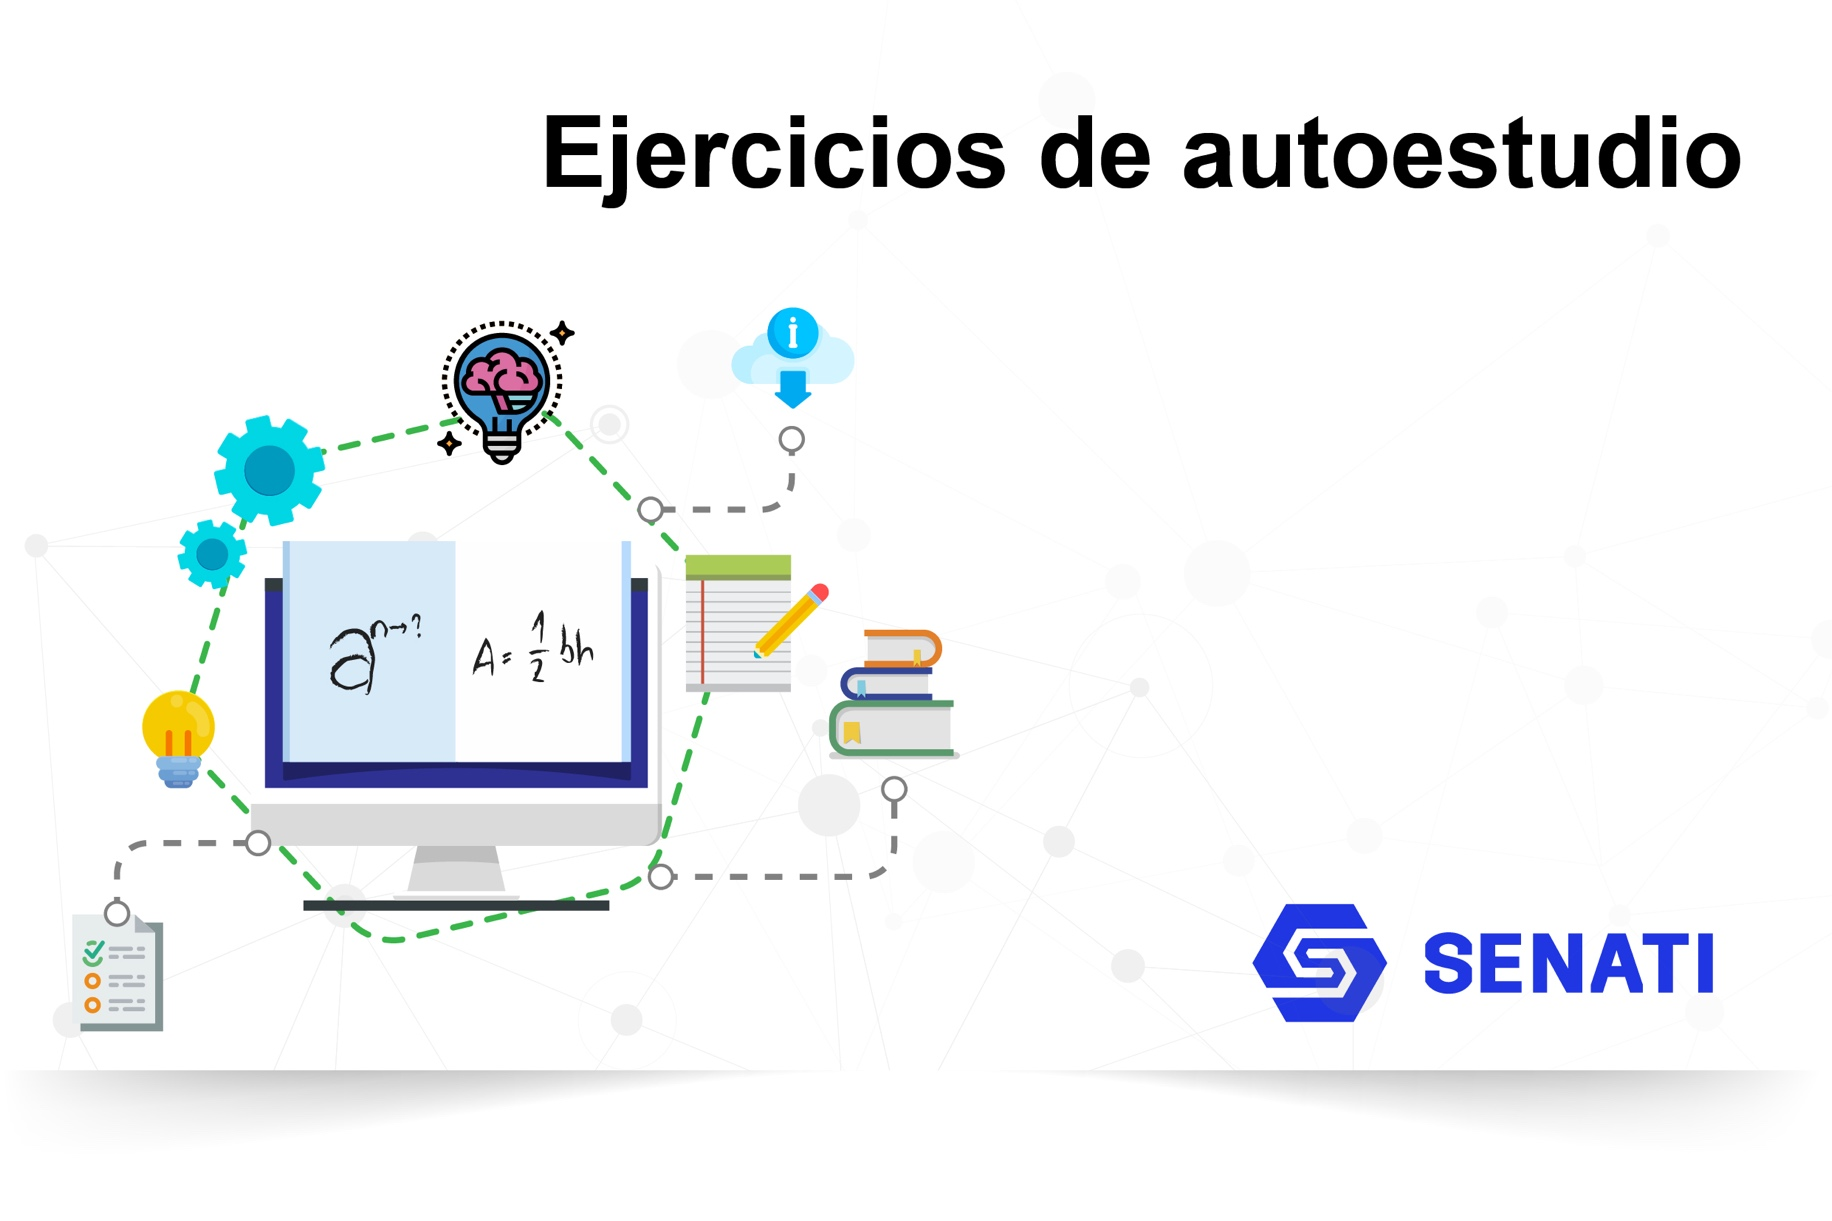 Ejercicios de autoestudio
i
a^n→?
A = 1/2 bh
SENATI